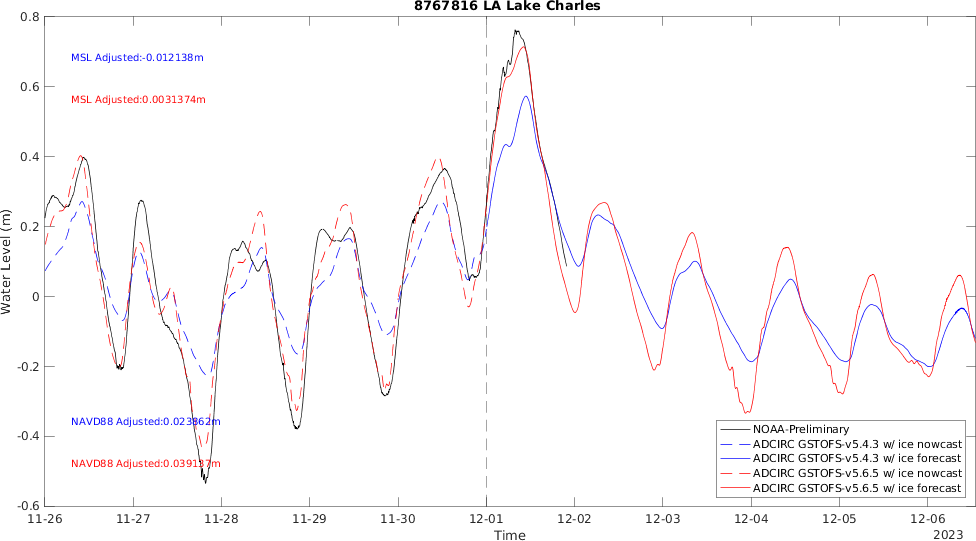 8767816 LA Lake Charles
0.8
0.6
0.4
0.2
0
-0.2
-0.4
-0.6
Water Level (m)
MSL Adjusted:-0.012138m
MSL Adjusted:0.0031374m
NAVD88 Adjusted:0.023862m
NAVD88 Adjusted:0.039137m
NOAA-Preliminary
ADCIRC GSTOFS-v5.4.3 w/ ice nowcast
ADCIRC GSTOFS-v5.4.3 w/ ice forecast
ADCIRC GSTOFS-v5.6.5 w/ ice nowcast
ADCIRC GSTOFS-v5.6.5 w/ ice forecast
11-26 11-27 11-28 11-29 11-30 12-01 12-02 12-03 12-04 12-05 12-06
Time
2023